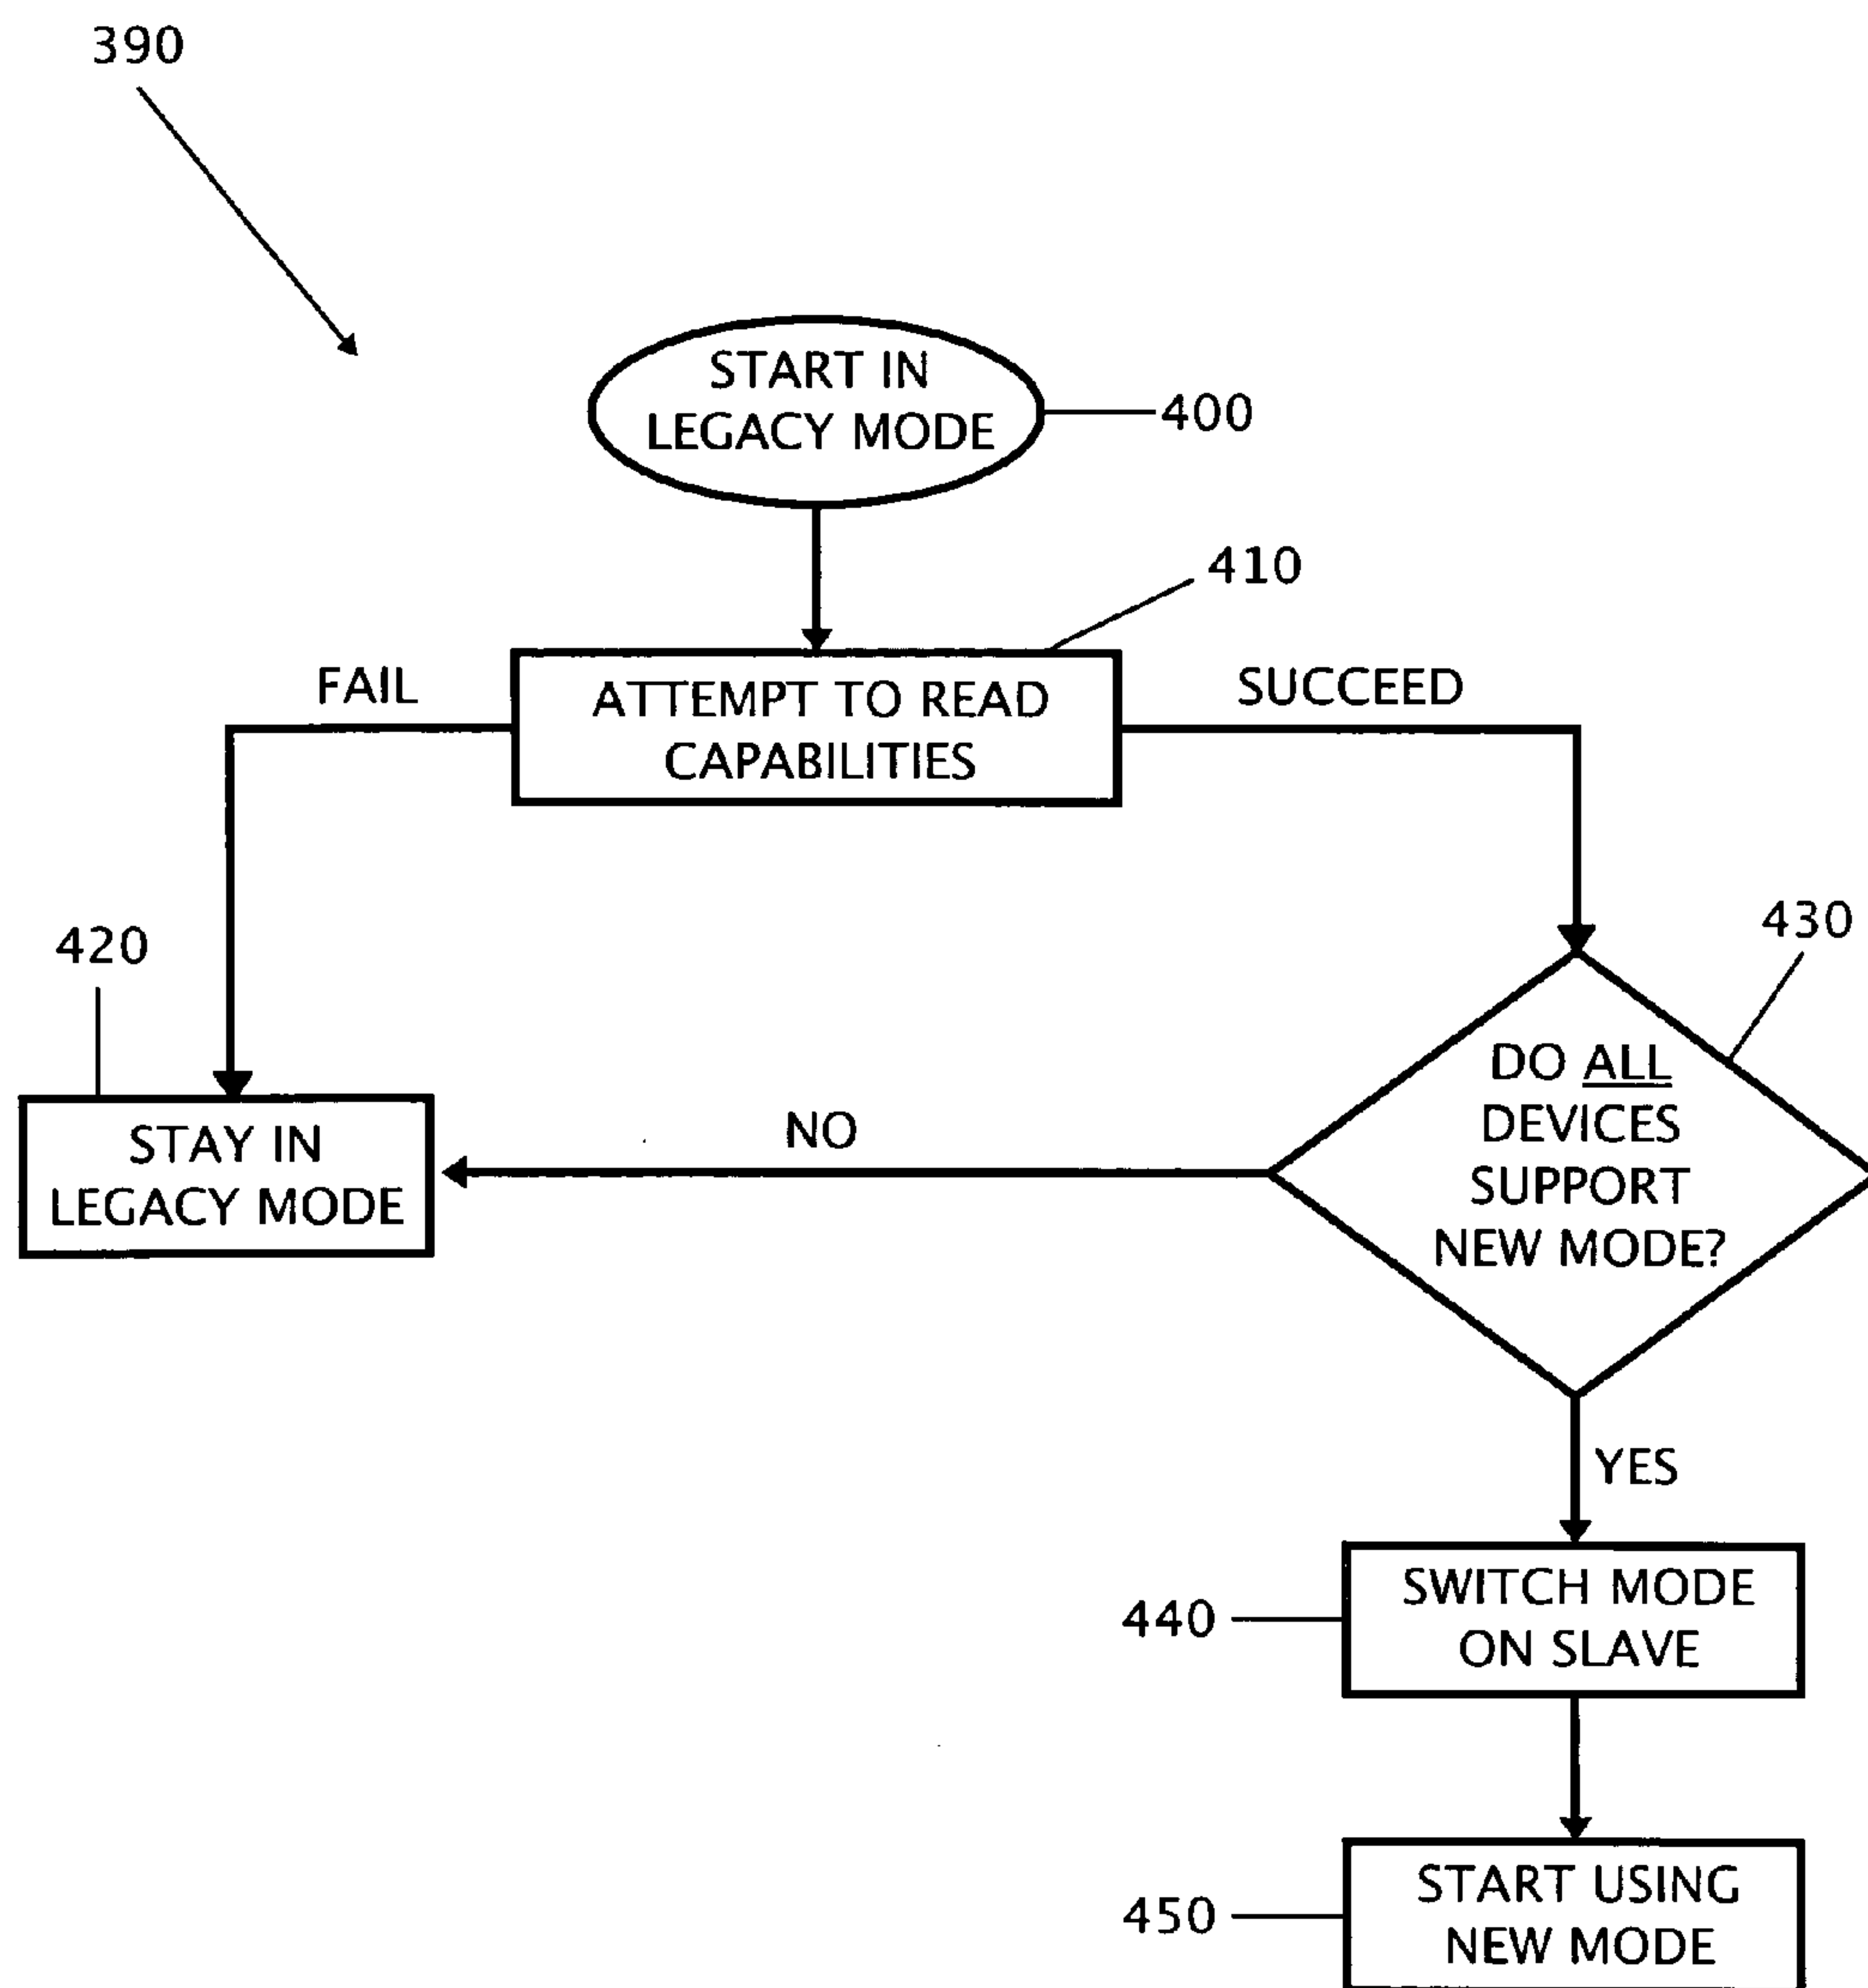 390
START IN
LEGACY MODE
400
410
FAIL
ATTEMPT TO READ
CAPABILITIES
SUCCEED
420
430
STAY IN
LEGACY MODE
NO
DO ALL
DEVICES
SUPPORT
NEW MODE?
YES
440
SWITCH MODE
ON SLAVE
450
START USING
NEW MODE